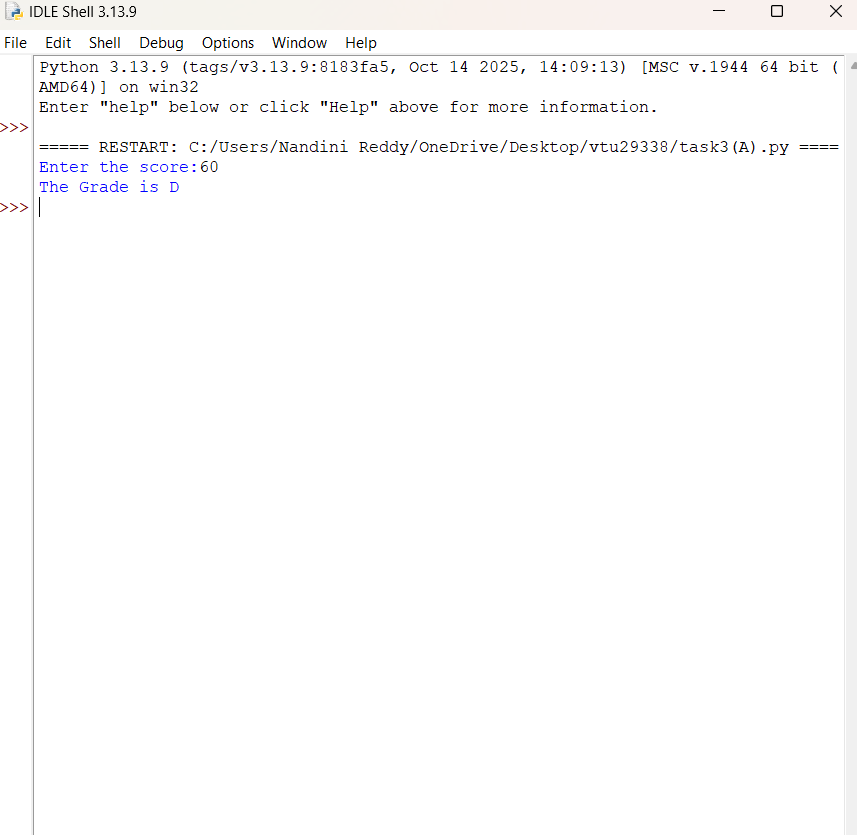 IDLE Shell 3.13.9
File Edit Shell Debug Options Window Help
Python 3.13.9 (tags/v3.13.9:8183fa5, Oct 14 2025, 14:09:13) [MSC v.1944 64 bit (
AMD64)] on win32
Enter "help" below or click "Help" above for more information.
>>>
===== RESTART: C:/Users/Nandini Reddy/OneDrive/Desktop/vtu29338/task3(A).py ====
Enter the score:60
The Grade is D
>>>